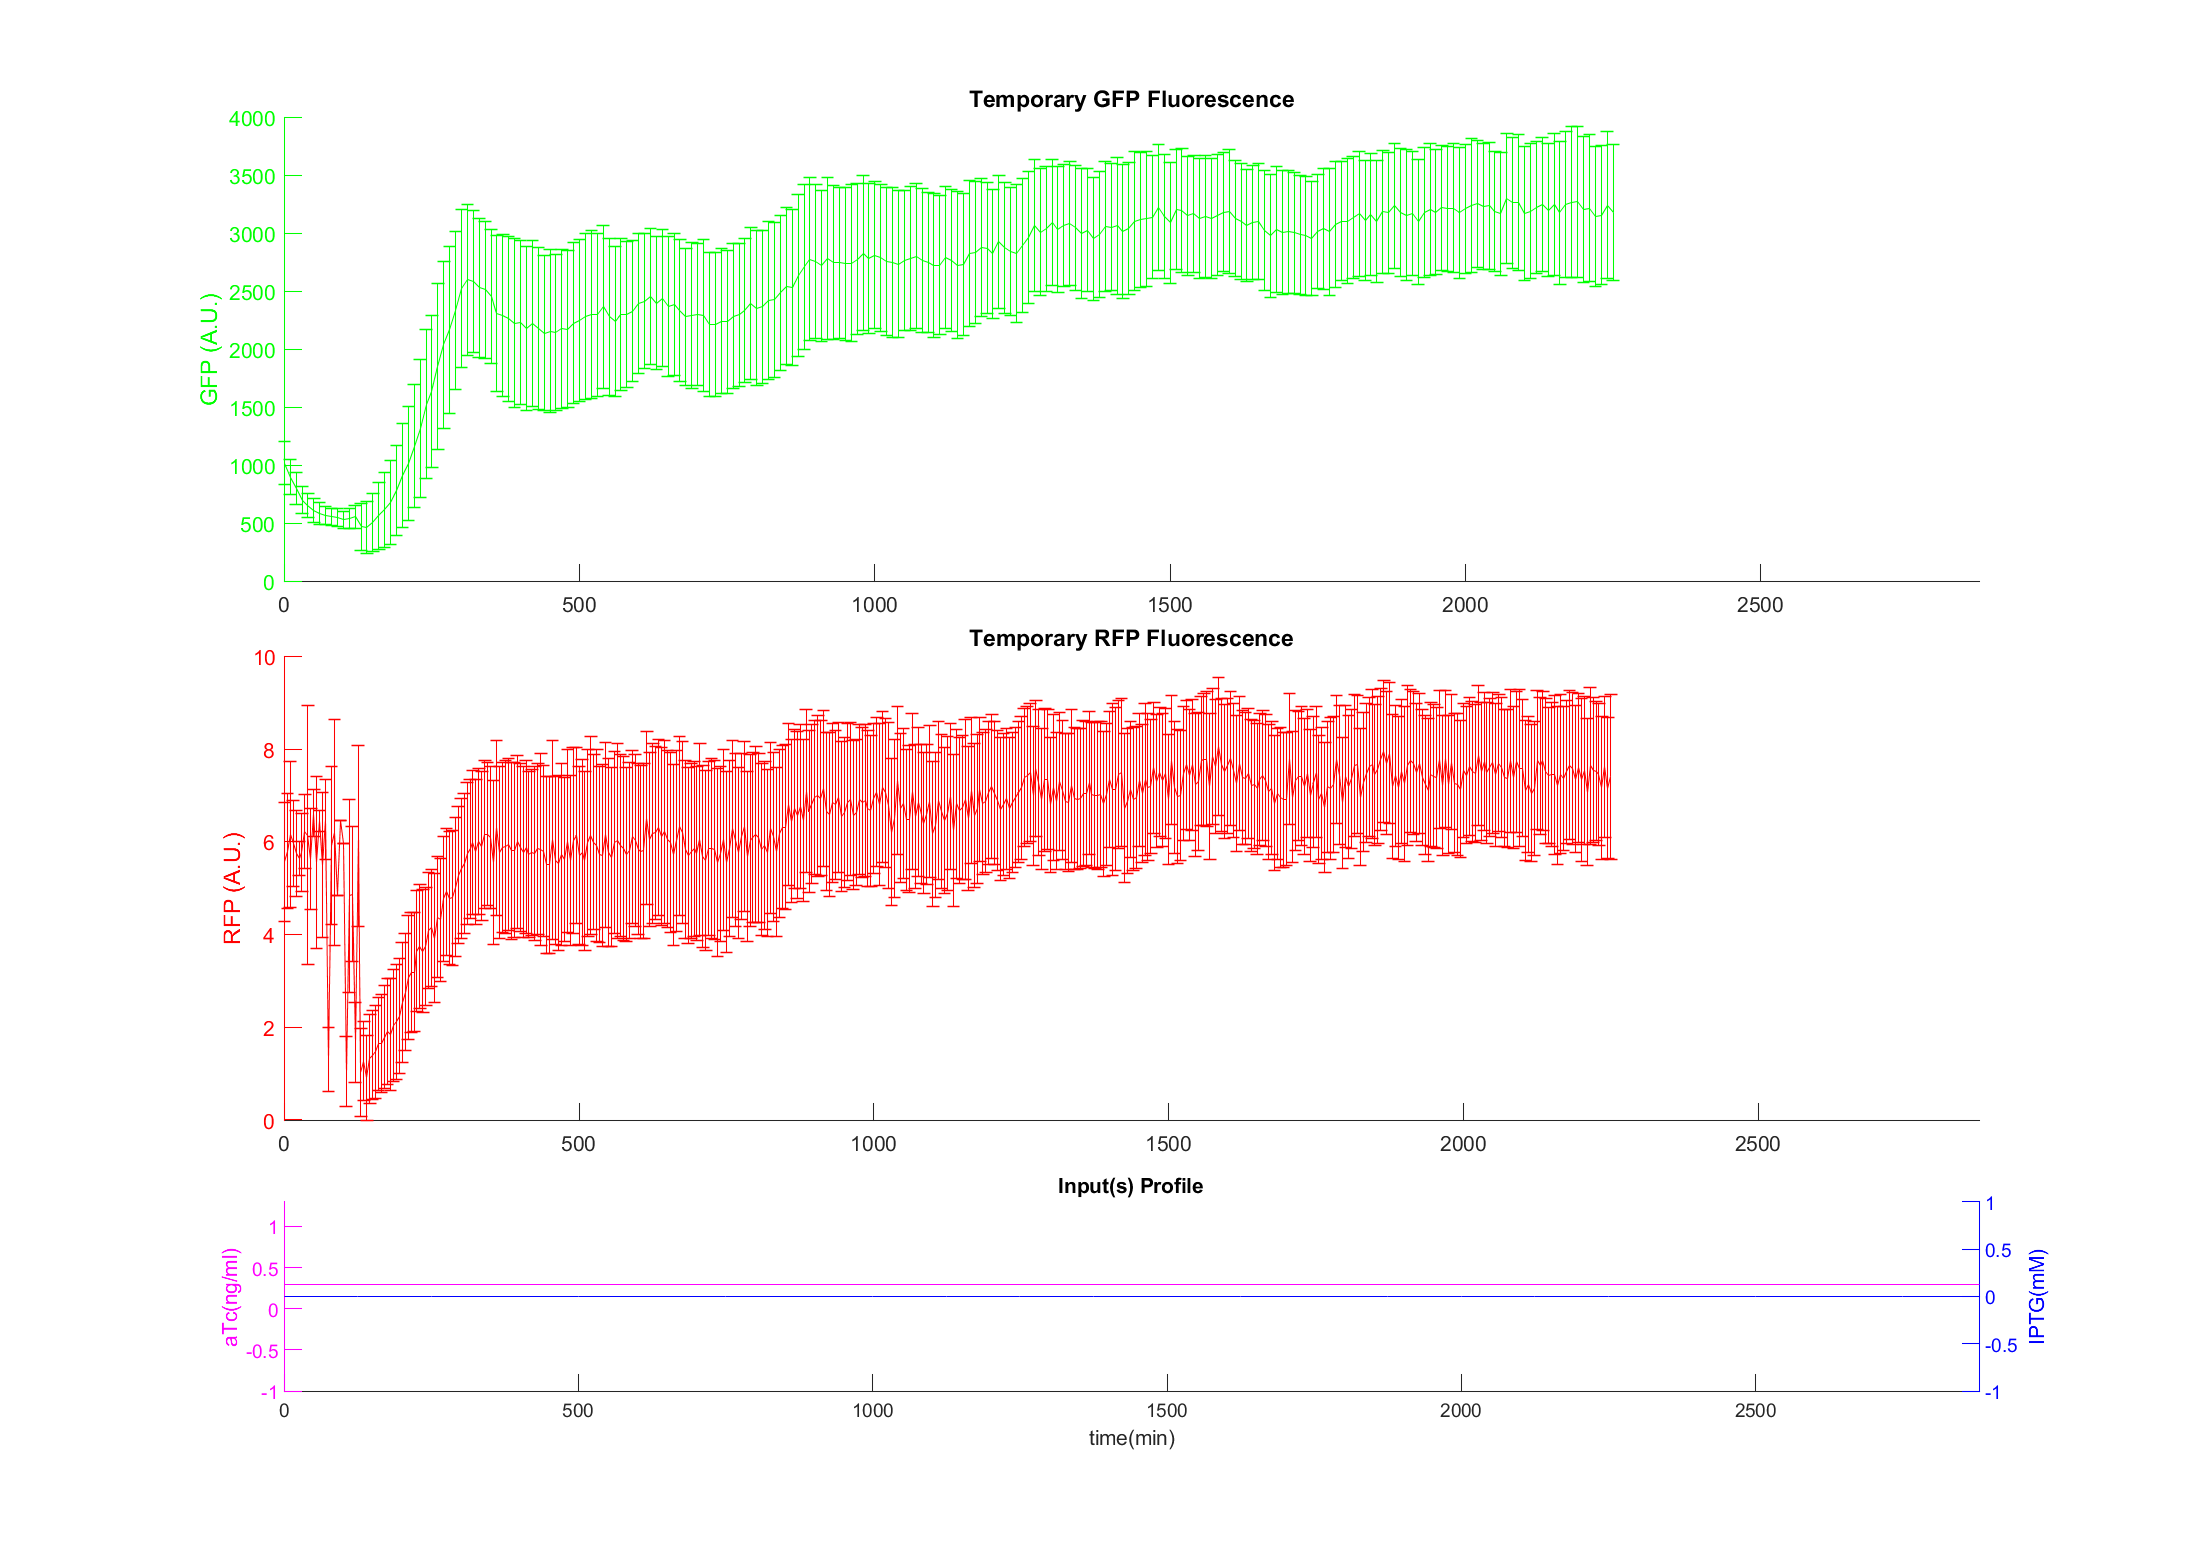 Temporary GFP Fluorescence
GFP (A.U.)
4000
3500
3000
2500
2000
1500
1000
500
0
0 500 1000 1500 2000 2500
Temporary RFP Fluorescence
RFP (A.U.)
10
8
6
4
2
0
0 500 1000 1500 2000 2500
Input(s) Profile
aTc(ng/ml)
1
0.5
0
-0.5
-1
1
0.5
0
-0.5
-1
IPTG(mM)
0 500 1000 1500 2000 2500
time(min)